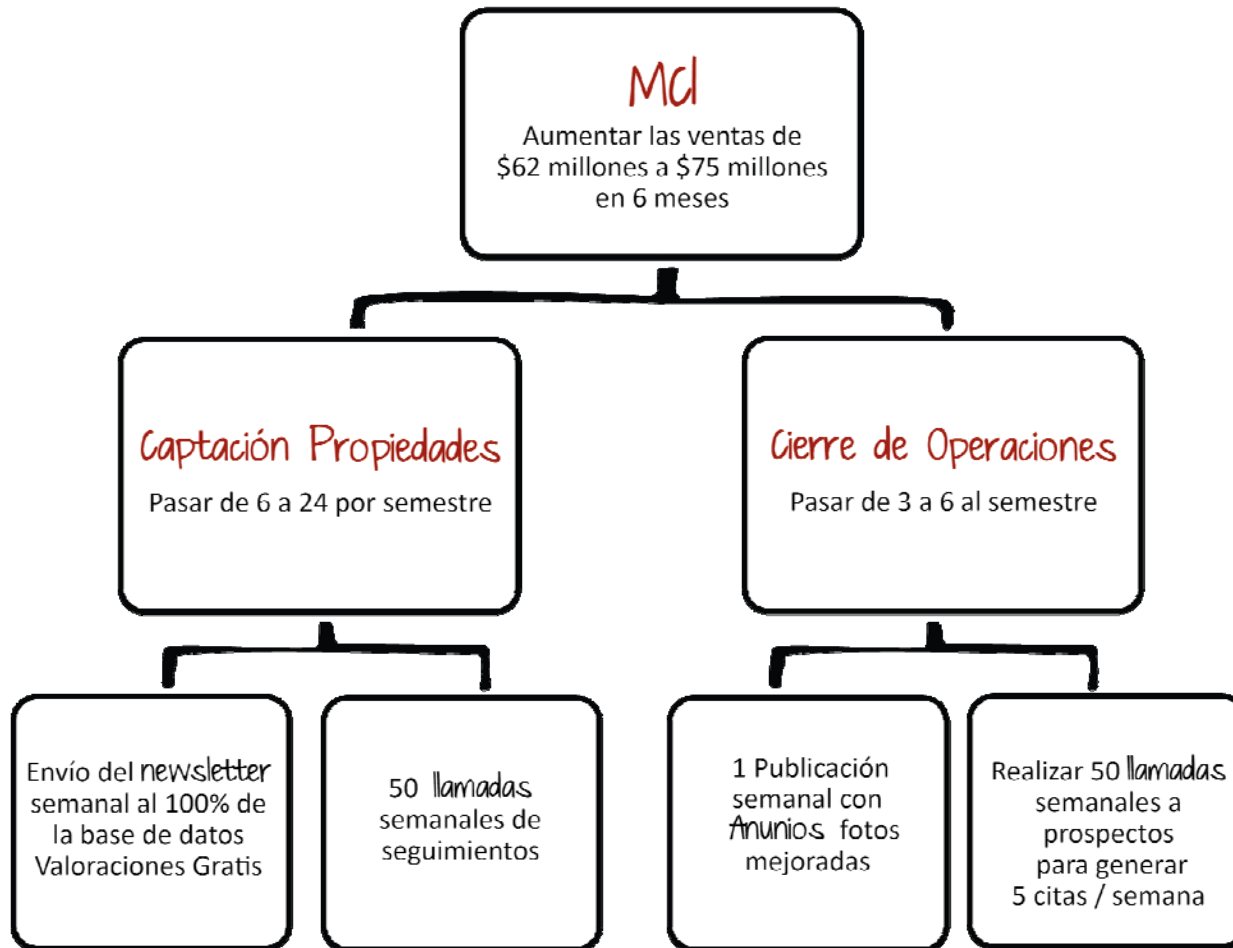 MCI
Aumentar las ventas de
$62 millones a $75 millones
en 6 meses
Captación Propiedades
Pasar de 6 a 24 por semestre
Cierre de Operaciones
Pasar de 3 a 6 al semestre
Envío del newsletter
semanal al 100% de
la base de datos
Valoraciones Gratis
50 llamadas
semanales de
seguimientos
1 Publicación
semanal con
Anunios fotos
mejoradas
Realizar 50 llamadas
semanales a
prospectos
para generar
5 citas / semana